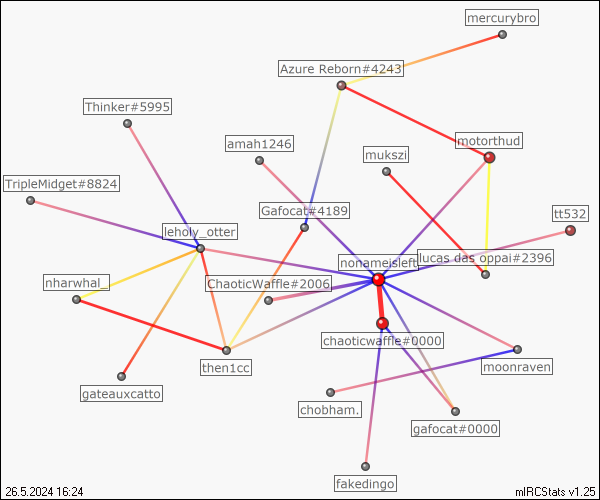 mercurybro
Azure Reborn#4243
Thinker#5995
amah1246
motorthud
mukszi
TripleMidget#8824
Gafocat#4189
tt532
leholy_otter
nonameisleft
lucas das oppai#2396
nharwhal_
ChaoticWaffle#2006
chaoticwaffle#0000
then1cc
moonraven
gateauxcatto
chobham.
gafocat#0000
fakedingo
26.5.2024 16:24
mIRCStats v1.25